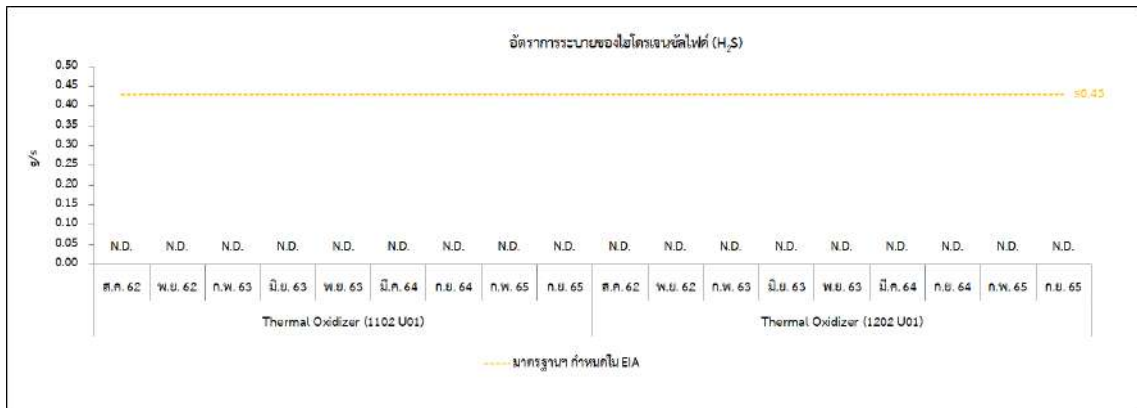 อัตราการระบายของไฮโดรเจนซัลไฟด์ (H₂S)
0.50
0.45
0.40
0.35
0.30
0.25
0.20
0.15
0.10
0.05
0.00
g/s
≤0.43
N.D. N.D. N.D. N.D. N.D. N.D. N.D. N.D. N.D. N.D. N.D. N.D. N.D. N.D. N.D. N.D. N.D. N.D.
ส.ค. 62 พ.ย. 62 ก.พ. 63 มิ.ย. 63 พ.ย. 63 มี.ค. 64 ก.ย. 64 ก.พ. 65 ก.ย. 65 ส.ค. 62 พ.ย. 62 ก.พ. 63 มิ.ย. 63 พ.ย. 63 มี.ค. 64 ก.ย. 64 ก.พ. 65 ก.ย. 65
Thermal Oxidizer (1102 U01) Thermal Oxidizer (1202 U01)
มาตรฐานฯ กำหนดใน EIA